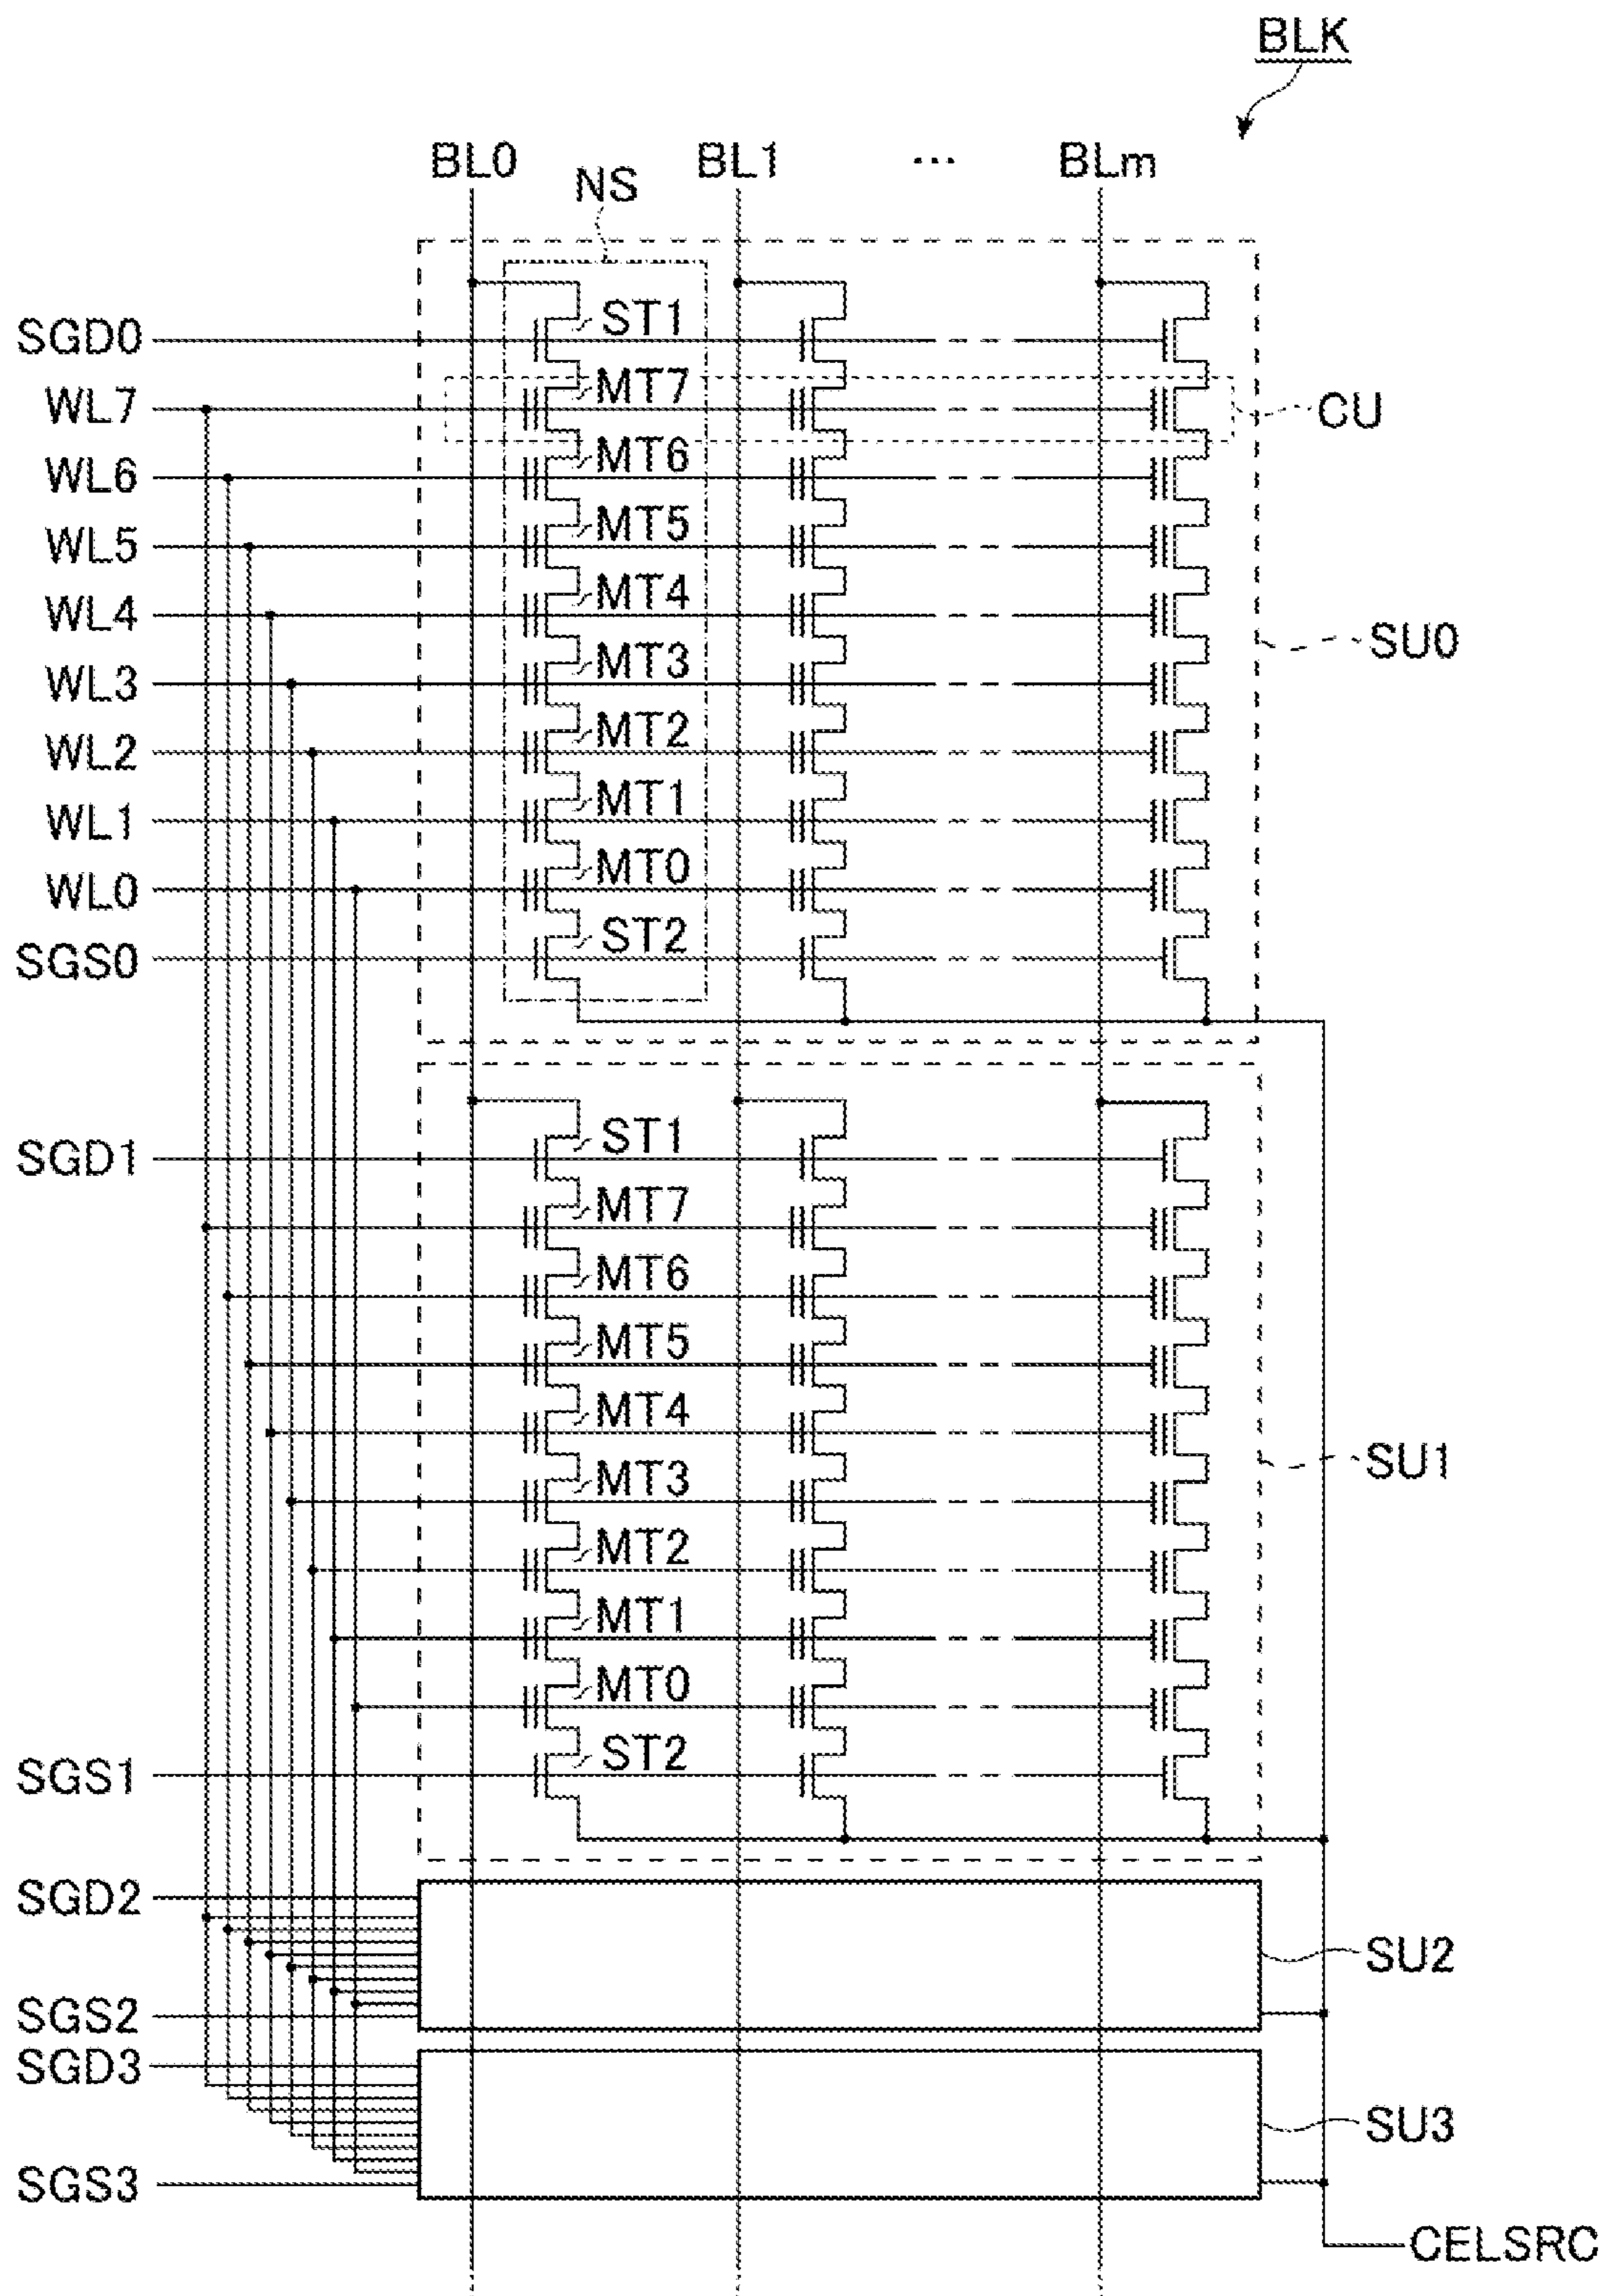 BLK
BL0 BL1 ... BLm
NS
SGD0 ST1
WL7 MT7 CU
WL6 MT6
WL5 MT5
WL4 MT4
WL3 MT3 SU0
WL2 MT2
WL1 MT1
WL0 MT0
SGS0 ST2
SGD1 ST1
MT7
MT6
MT5
MT4
MT3 SU1
MT2
MT1
MT0
SGS1 ST2
SGD2
SU2
SGS2
SGD3
SU3
SGS3
CELSRC